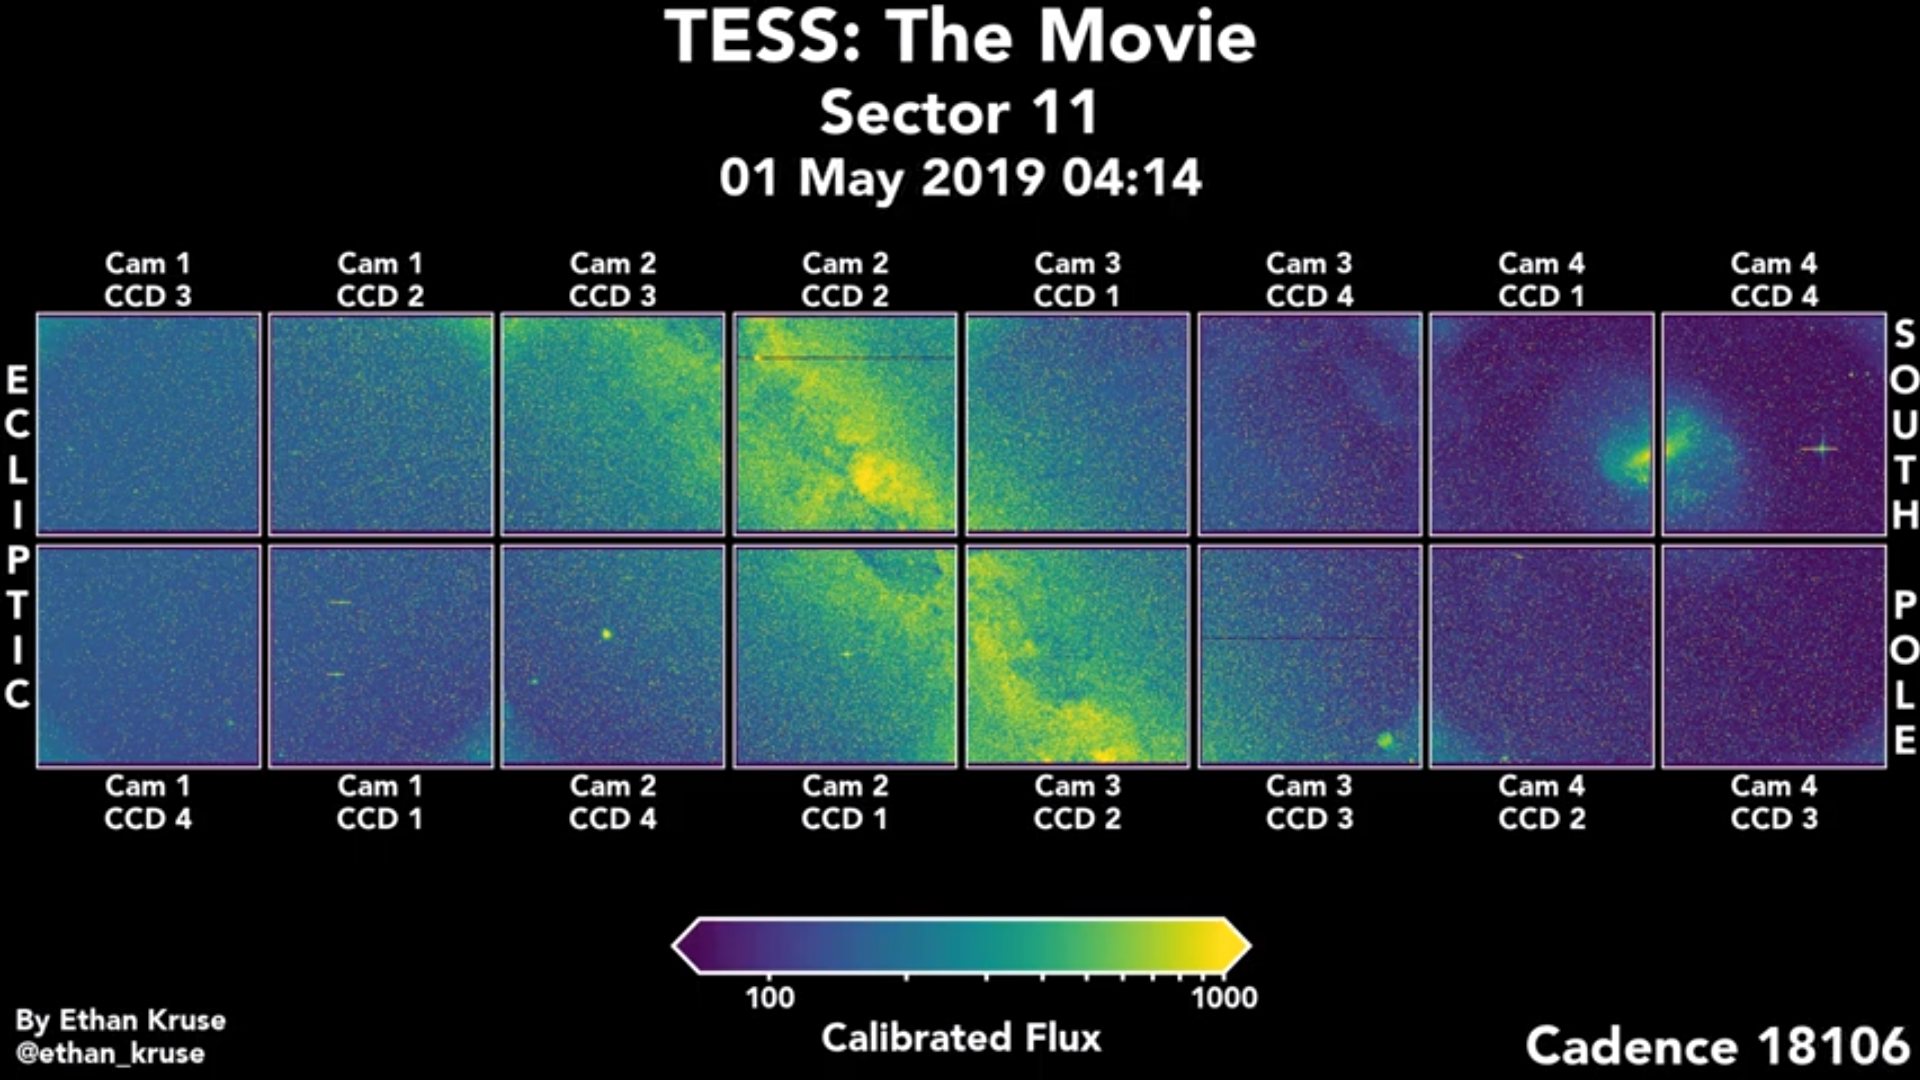 TESS: The Movie
Sector 11
01 May 2019 04:14
Cam 1 CCD 3
Cam 1 CCD 2
Cam 2 CCD 3
Cam 2 CCD 2
Cam 3 CCD 1
Cam 3 CCD 4
Cam 4 CCD 1
Cam 4 CCD 4
ECLIPTIC
SOUTH POLE
Cam 1 CCD 4
Cam 1 CCD 1
Cam 2 CCD 4
Cam 2 CCD 1
Cam 3 CCD 2
Cam 3 CCD 3
Cam 4 CCD 2
Cam 4 CCD 3
100 1000
Calibrated Flux
By Ethan Kruse
@ethan_kruse
Cadence 18106